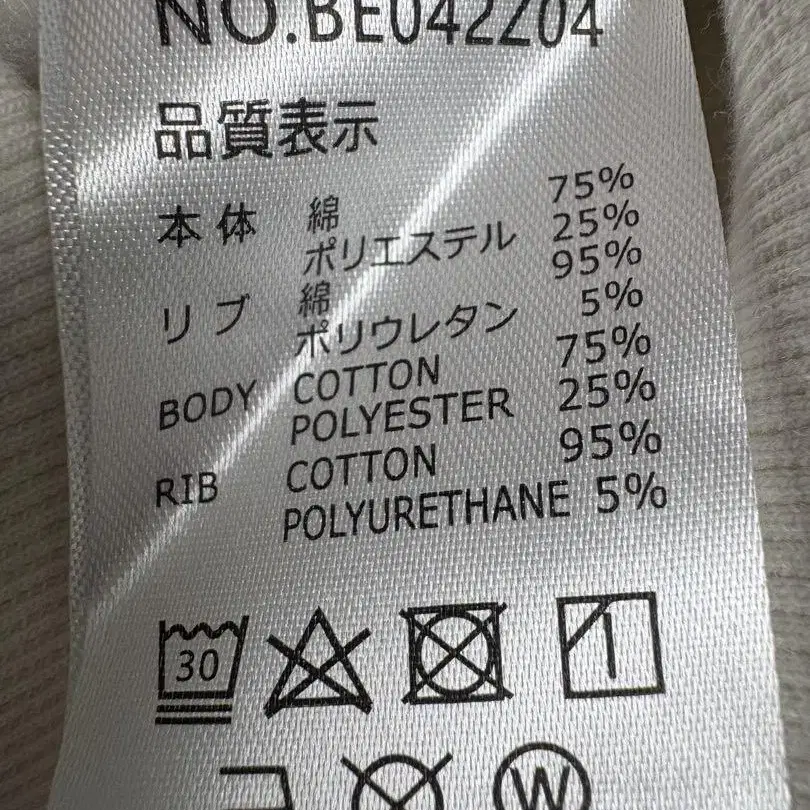 NO.BE042Z04
品質表示
本体 綿 75%
ポリエステル 25%
リブ 綿 95%
ポリウレタン 5%
BODY COTTON 75%
POLYESTER 25%
RIB COTTON 95%
POLYURETHANE 5%
30
W